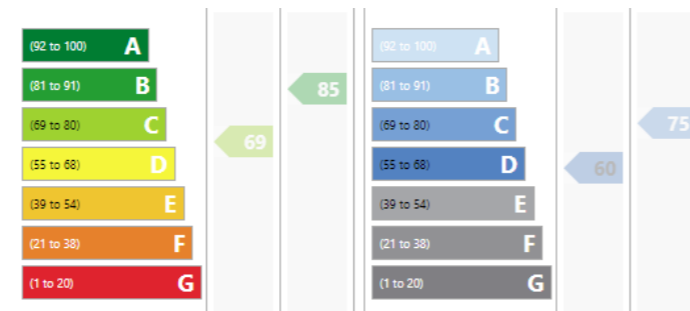 (92 to 100) A
(81 to 91) B
(69 to 80) C
(55 to 68) D
(39 to 54) E
(21 to 38) F
(1 to 20) G
69
85
(92 to 100) A
(81 to 91) B
(69 to 80) C
(55 to 68) D
(39 to 54) E
(21 to 38) F
(1 to 20) G
60
75